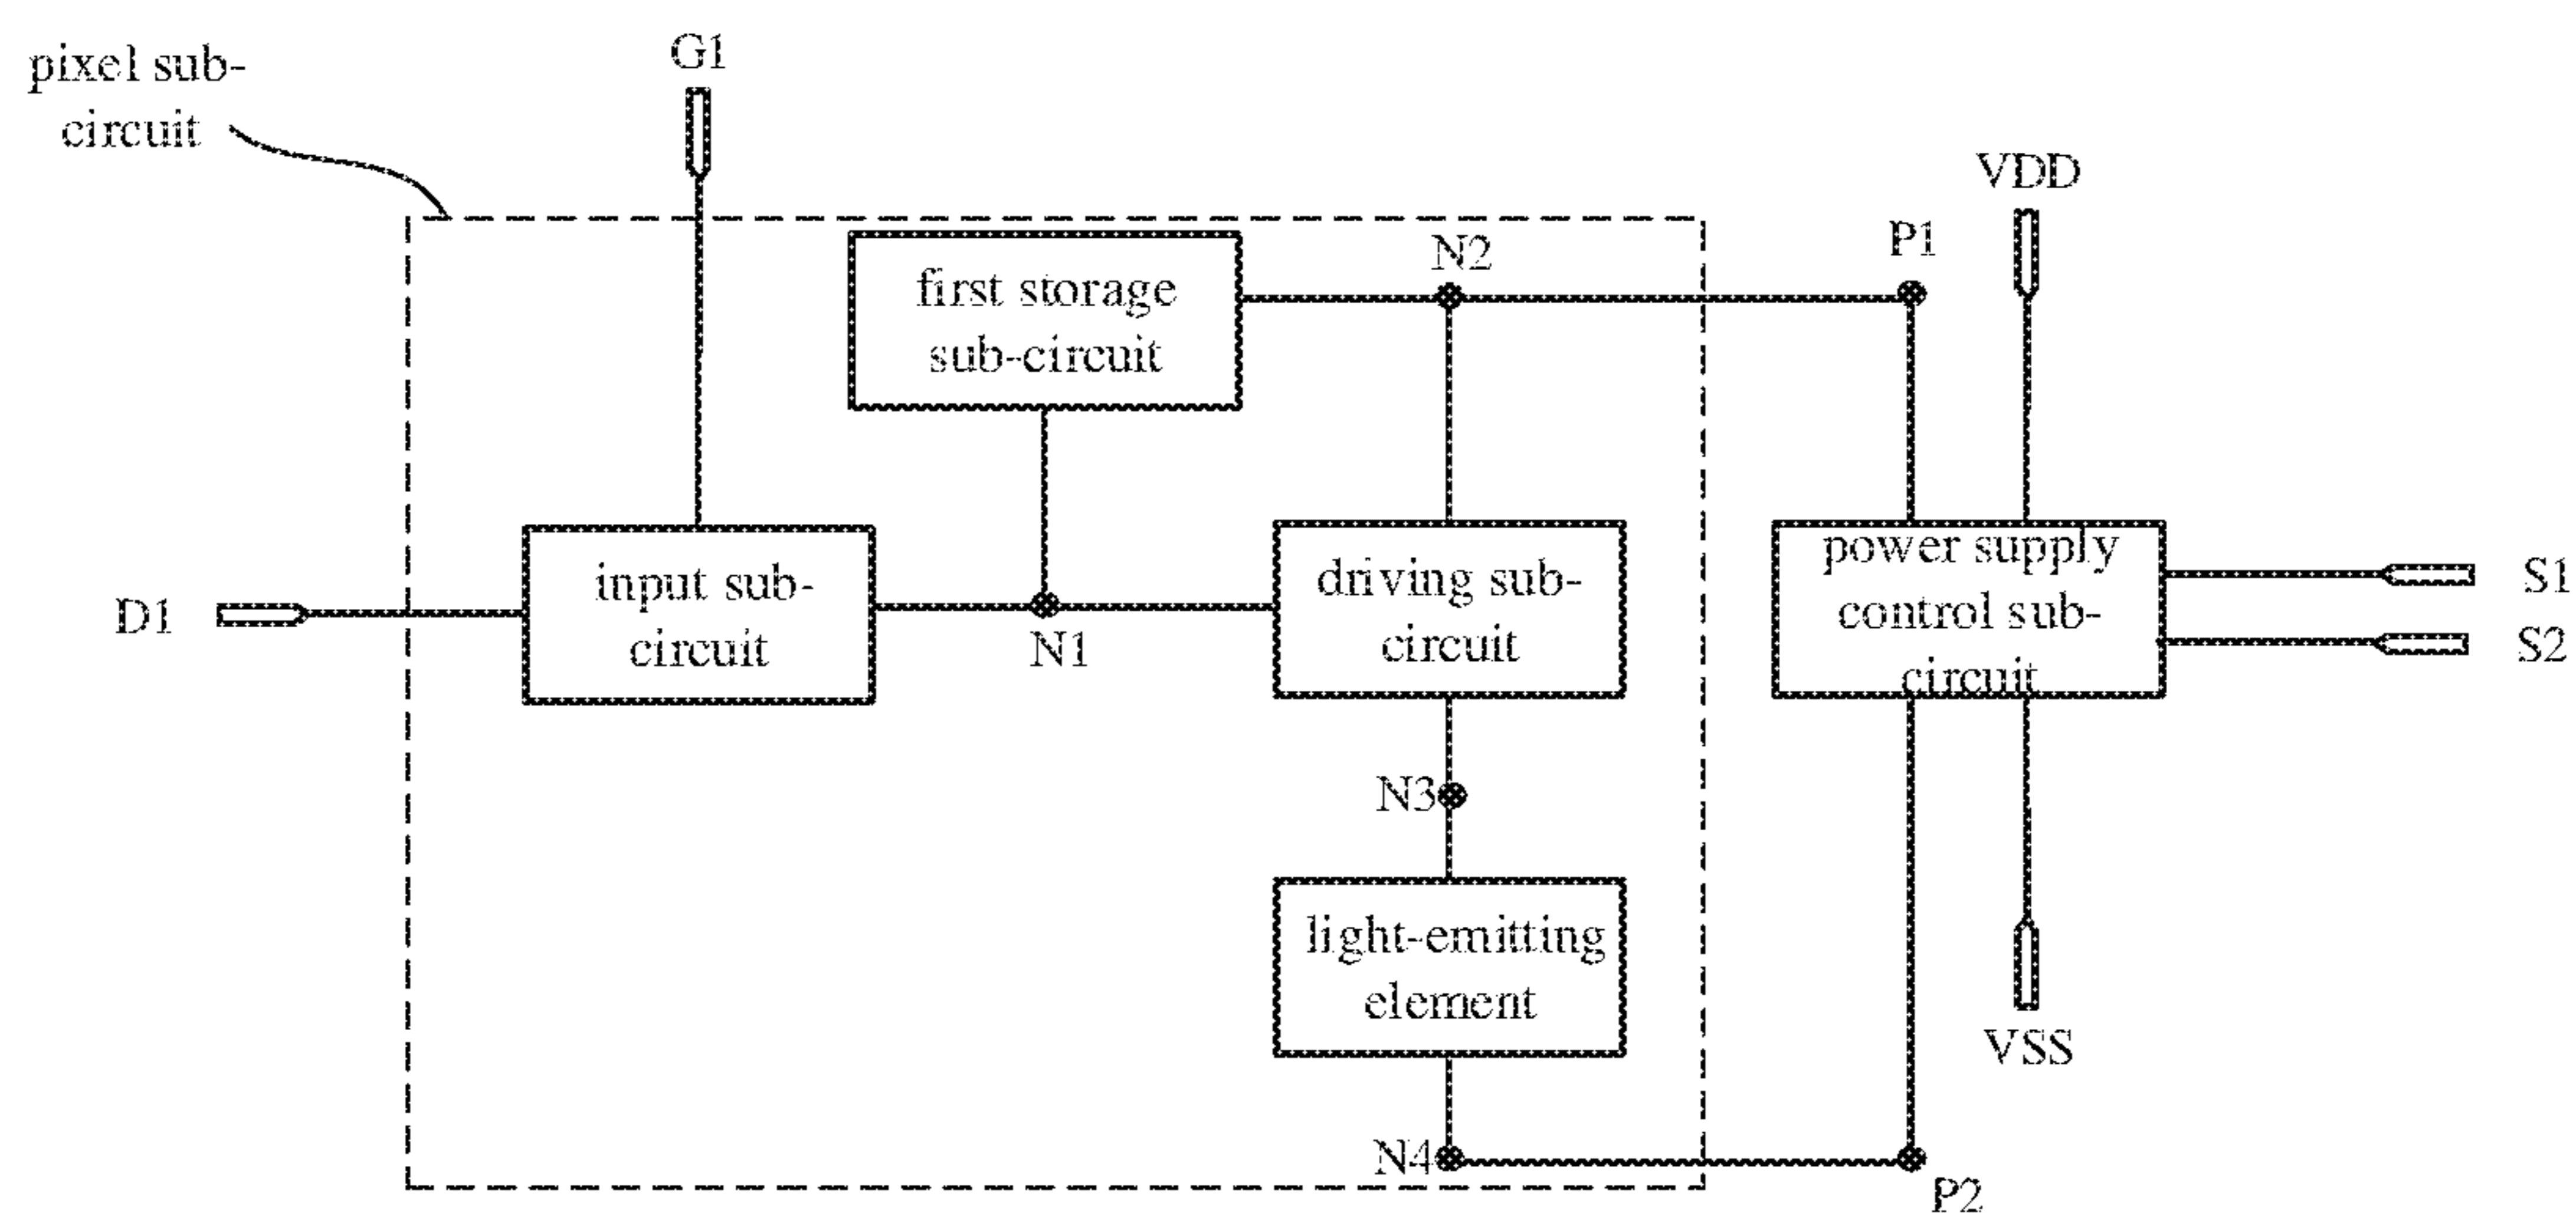 pixel sub-
circuit
G1
VDD
P1
N2
first storage
sub-circuit
D1
input sub-
circuit
N1
driving sub-
circuit
power supply
control sub-
circuit
S1
S2
N3
light-emitting
element
VSS
N4
P2